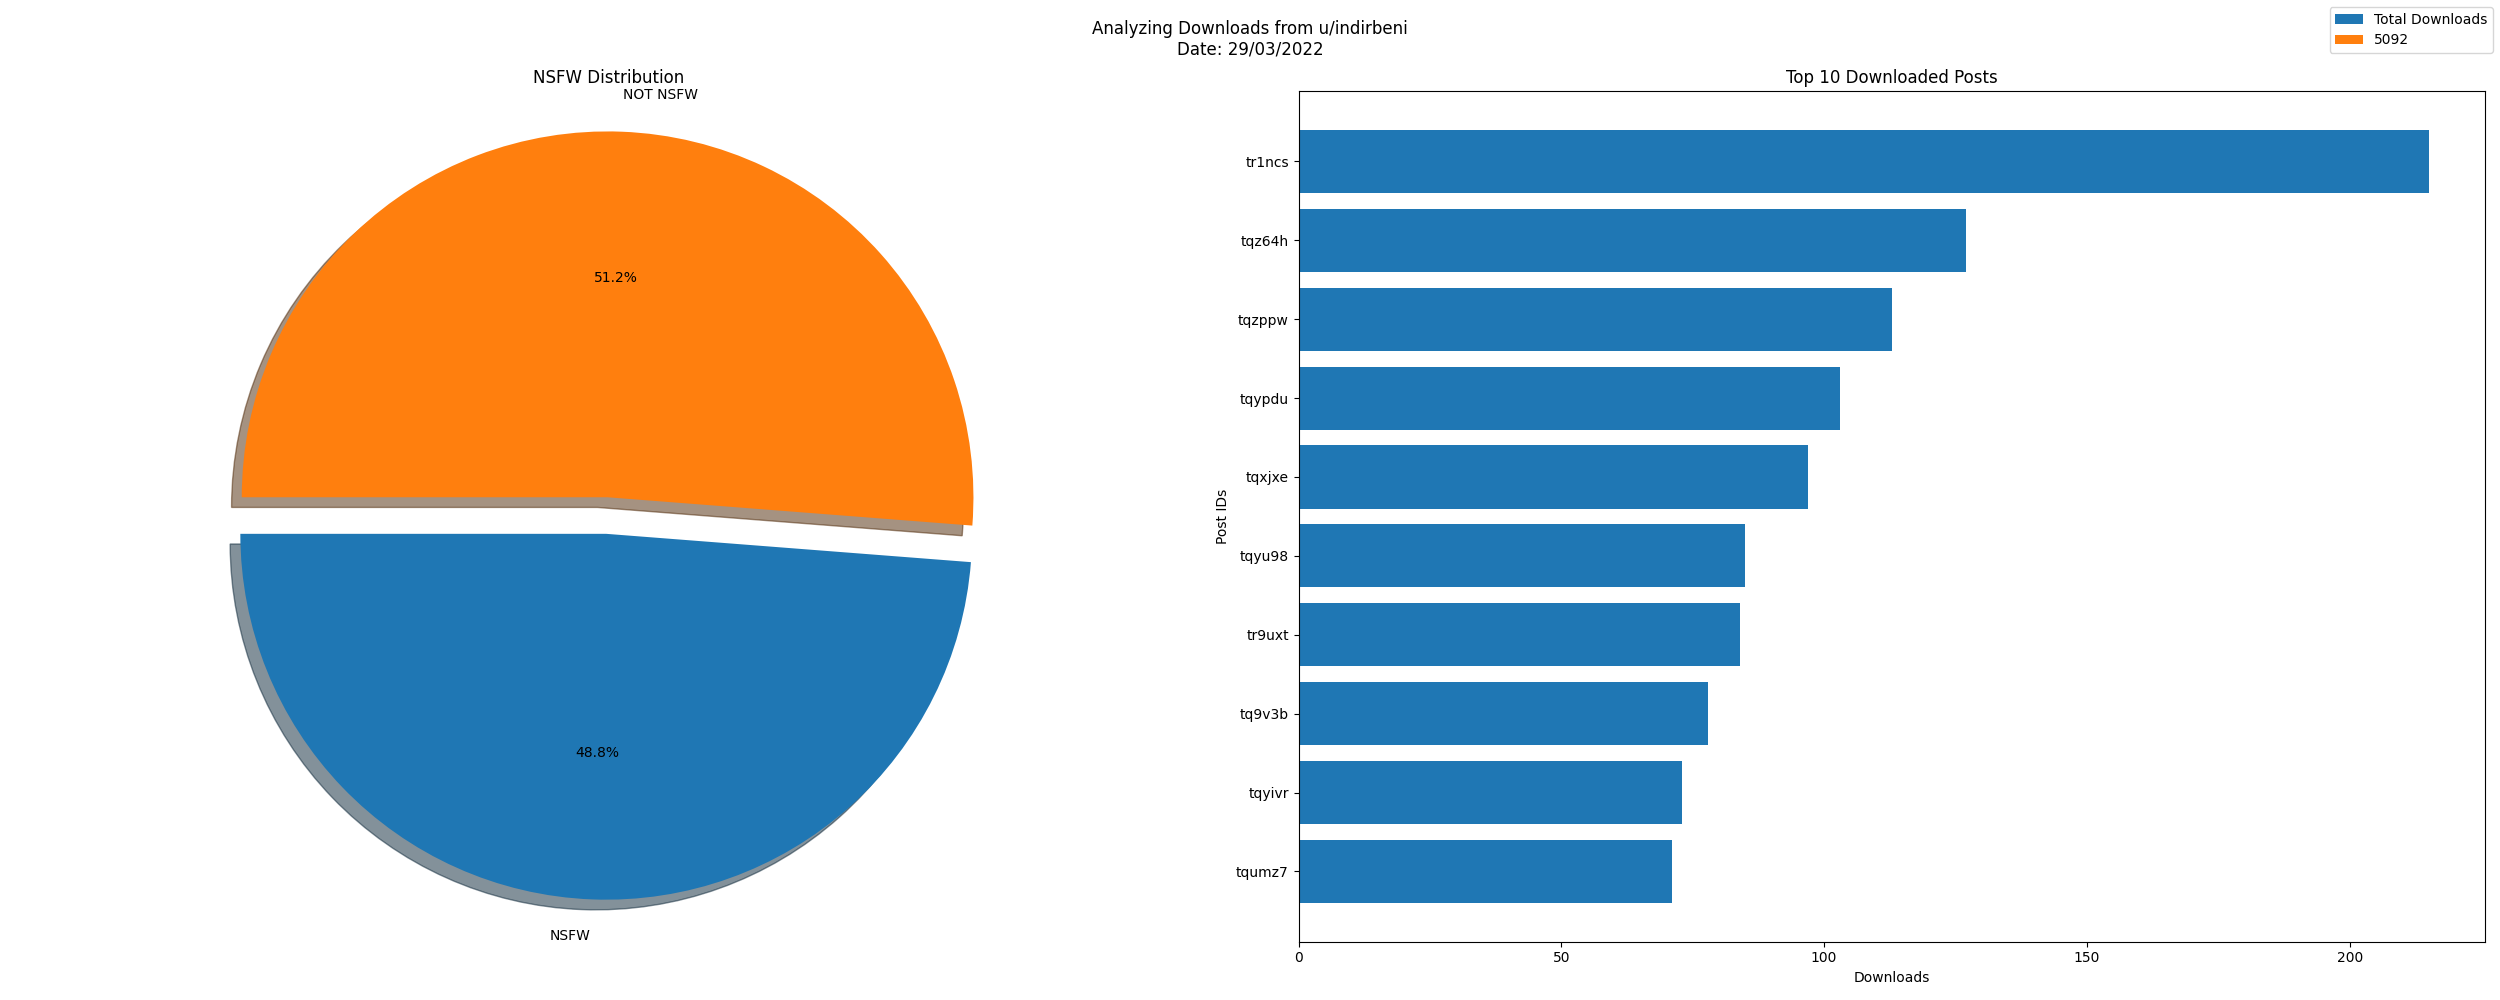 Analyzing Downloads from u/indirbeni
Date: 29/03/2022
Total Downloads
5092
NSFW Distribution
NOT NSFW
51.2%
48.8%
NSFW
Top 10 Downloaded Posts
Post IDs
tr1ncs
tqz64h
tqzppw
tqypdu
tqxjxe
tqyu98
tr9uxt
tq9v3b
tqyivr
tqumz7
0 50 100 150 200
Downloads